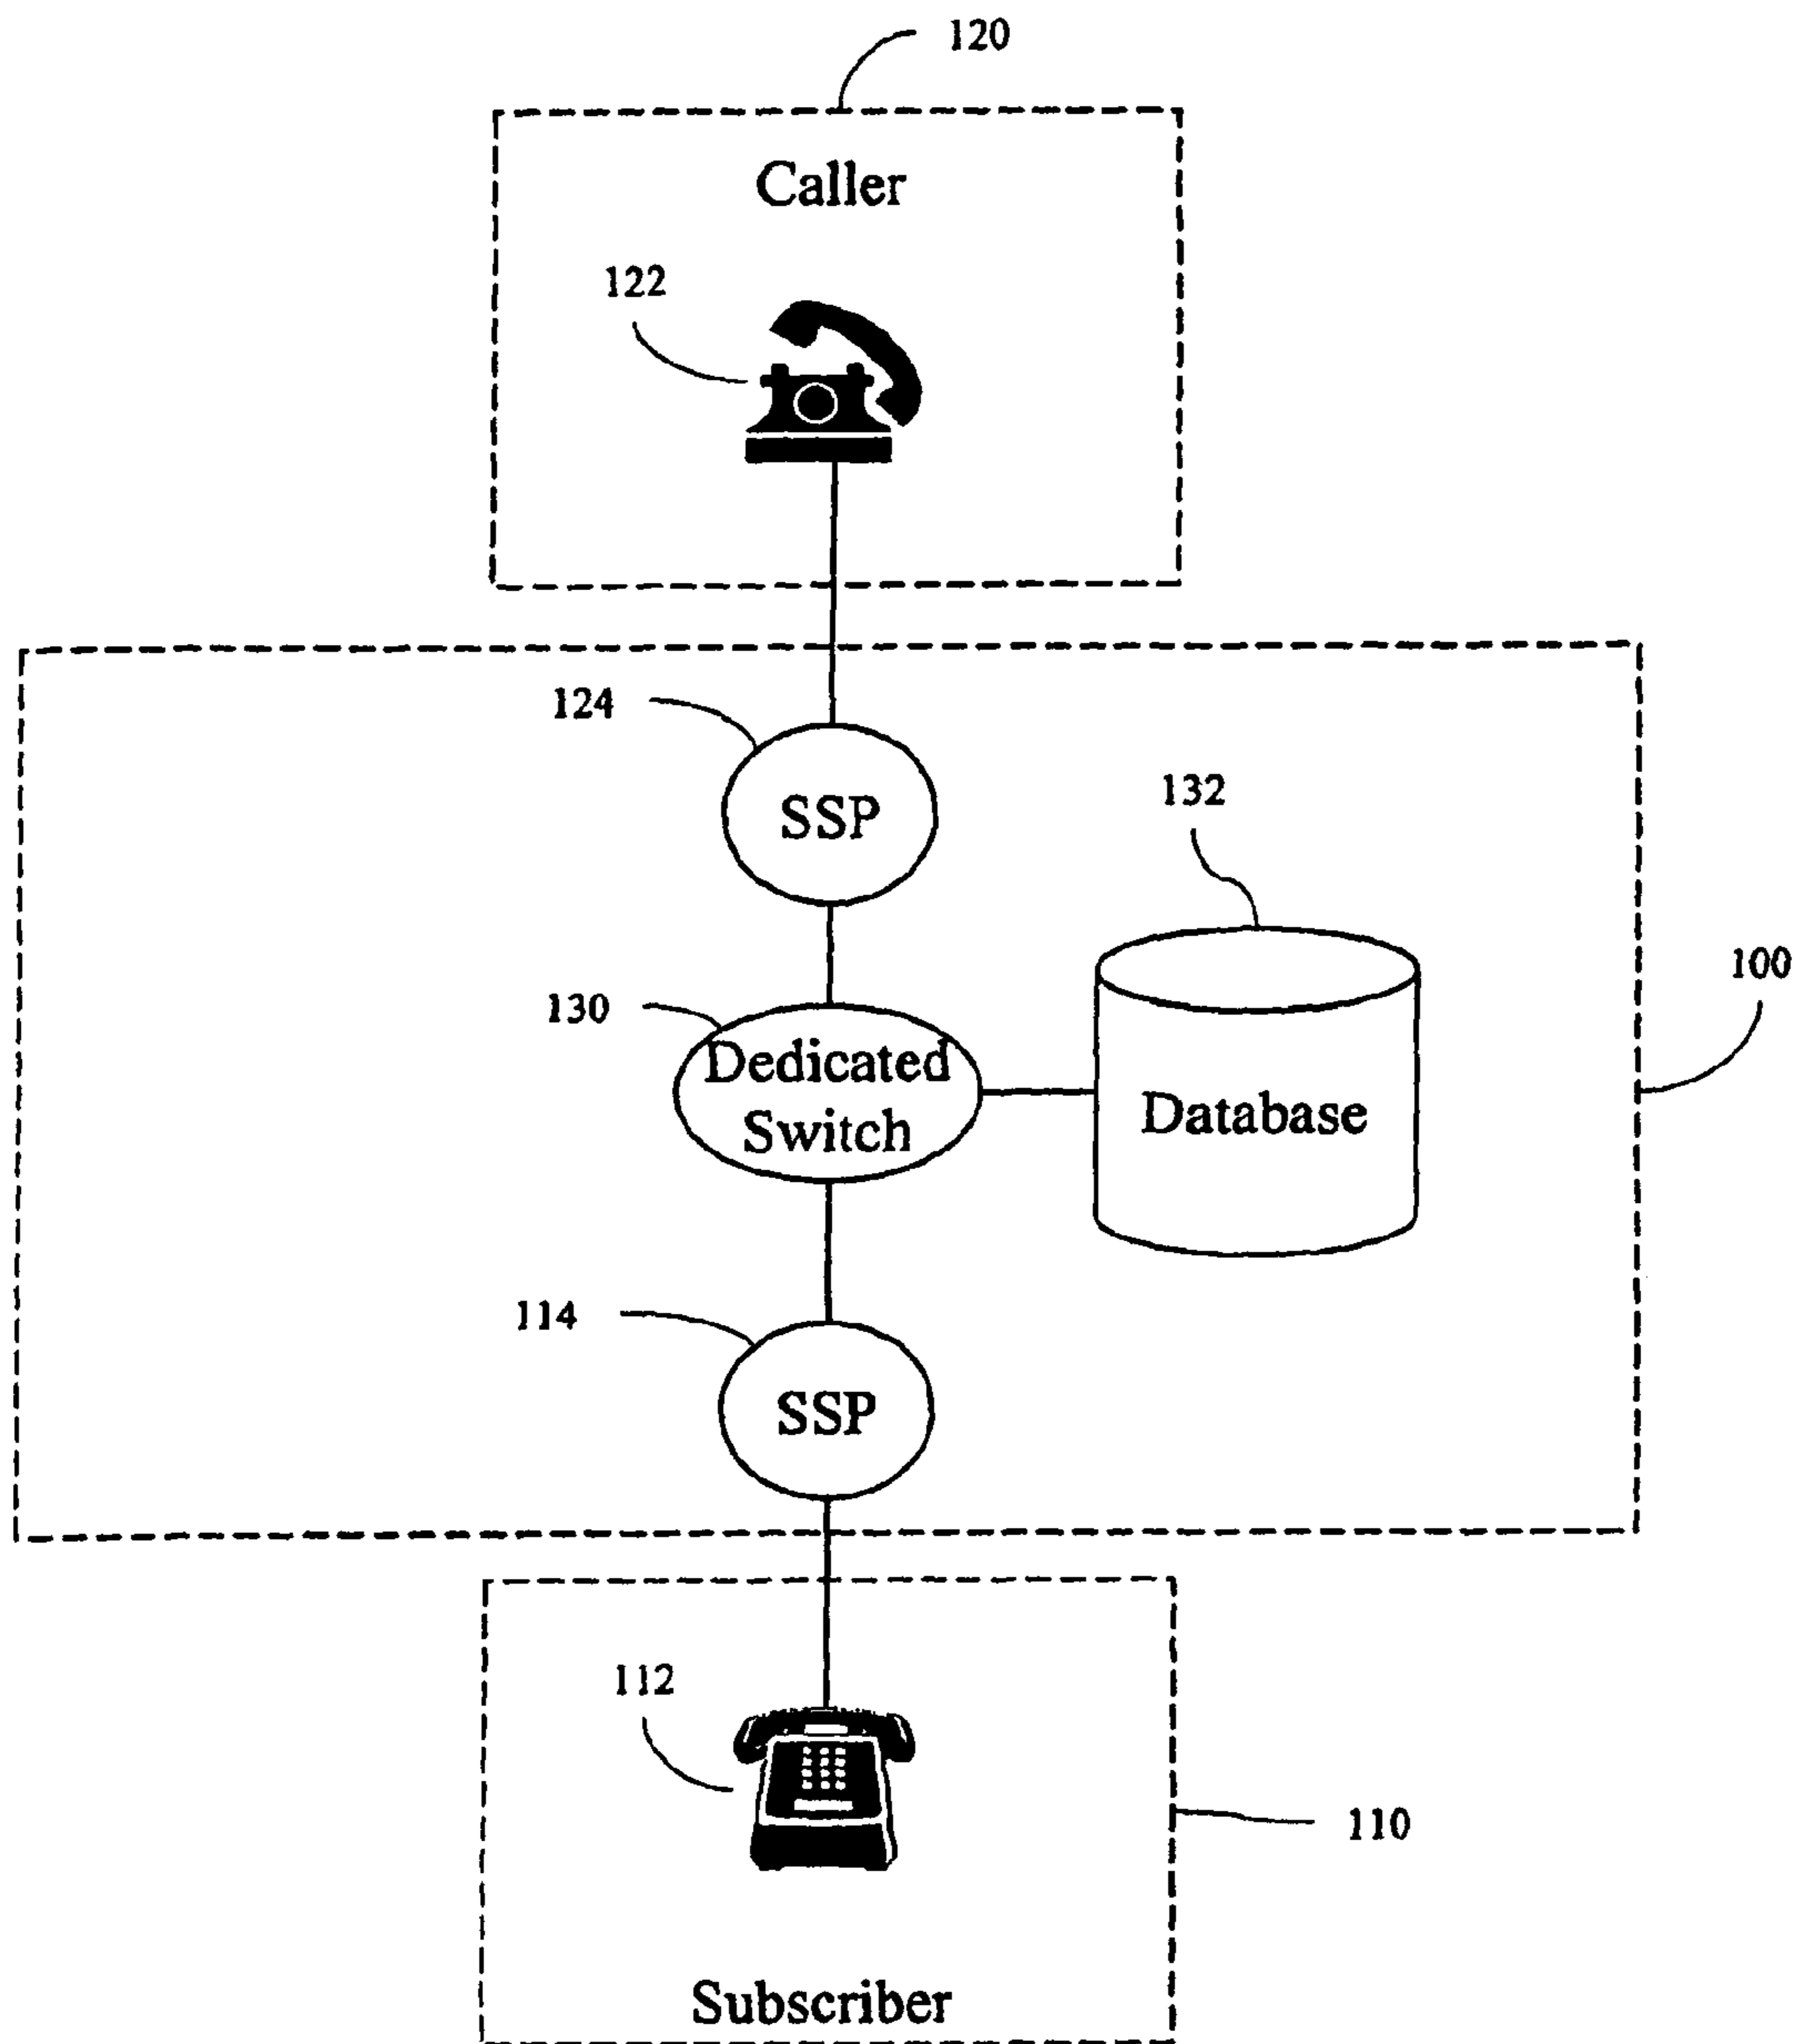 120
Caller
122
124
SSP
132
100
130
Dedicated
Switch
Database
114
SSP
112
110
Subscriber